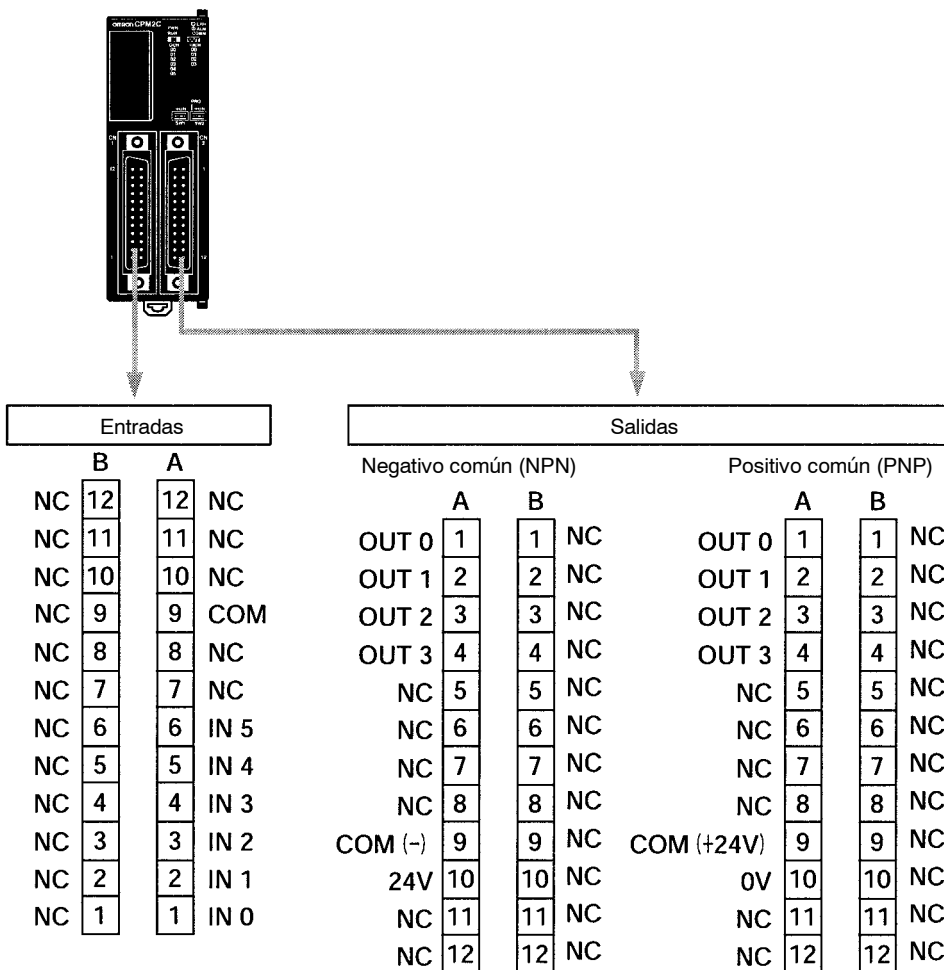 omron CPM2C
CN
1
12
1
12
Entradas
B A
NC 12 12 NC
NC 11 11 NC
NC 10 10 NC
NC 9 9 COM
NC 8 8 NC
NC 7 7 NC
NC 6 6 IN 5
NC 5 5 IN 4
NC 4 4 IN 3
NC 3 3 IN 2
NC 2 2 IN 1
NC 1 1 IN 0
Salidas
Negativo común (NPN)
A B
OUT 0 1 1 NC
OUT 1 2 2 NC
OUT 2 3 3 NC
OUT 3 4 4 NC
NC 5 5 NC
NC 6 6 NC
NC 7 7 NC
NC 8 8 NC
COM (-) 9 9 NC
24V 10 10 NC
NC 11 11 NC
NC 12 12 NC
Positivo común (PNP)
A B
OUT 0 1 1 NC
OUT 1 2 2 NC
OUT 2 3 3 NC
OUT 3 4 4 NC
NC 5 5 NC
NC 6 6 NC
NC 7 7 NC
NC 8 8 NC
COM (+24V) 9 9 NC
0V 10 10 NC
NC 11 11 NC
NC 12 12 NC